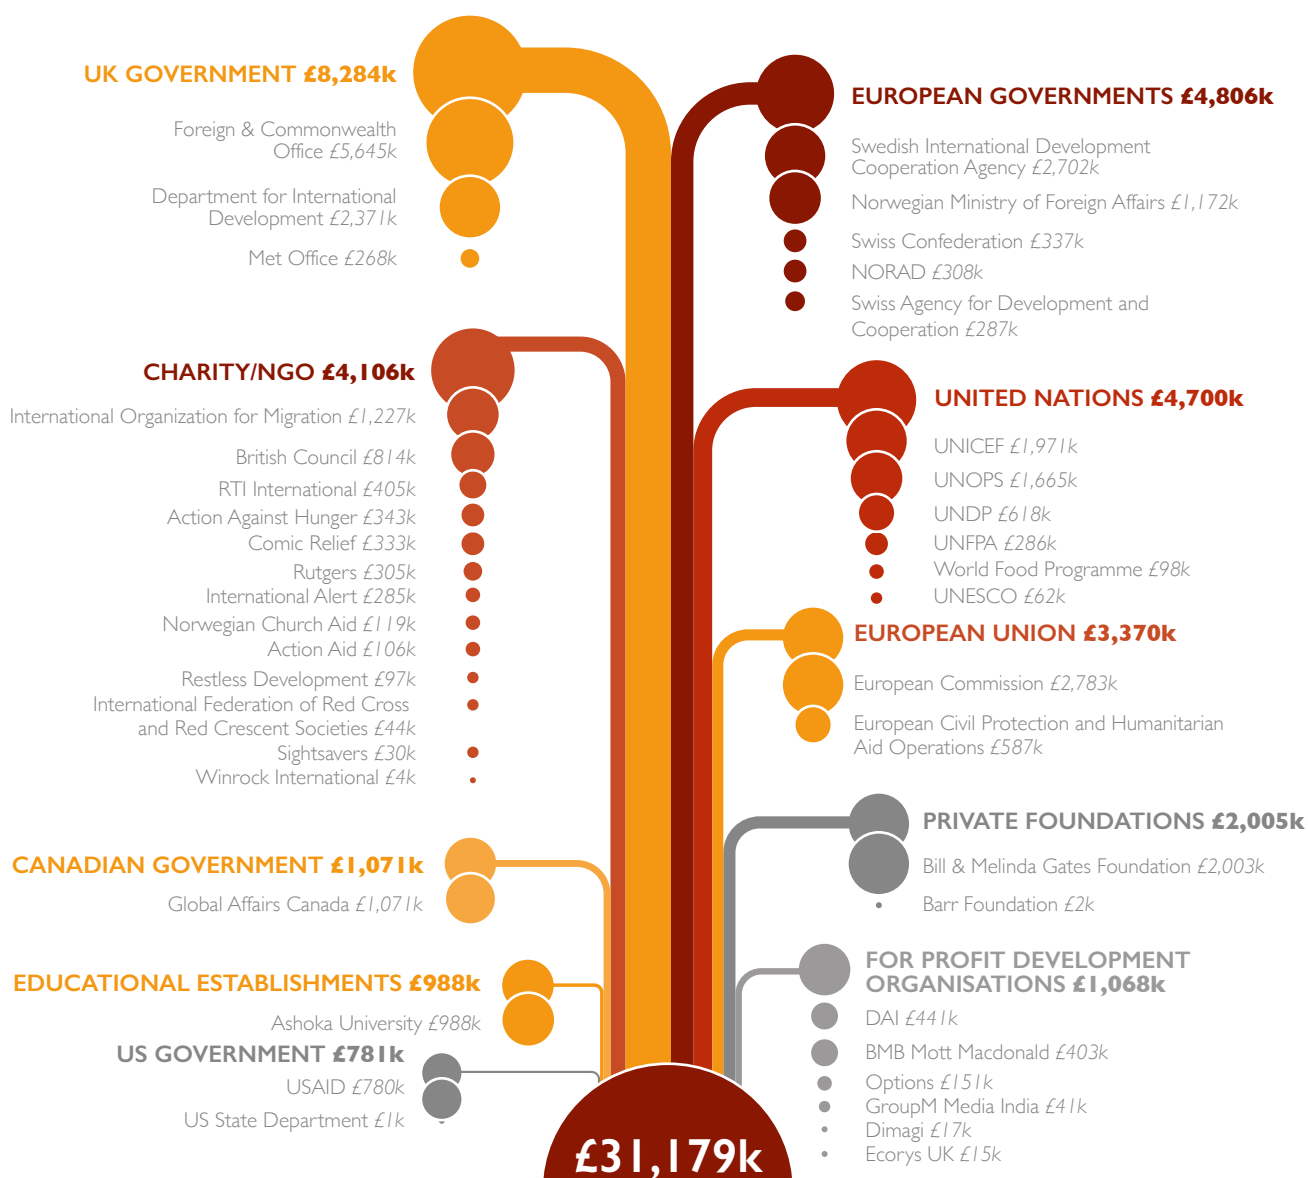 UK GOVERNMENT £8,284k
Foreign & Commonwealth
Office £5,645k
Department for International
Development £2,371k
Met Office £268k
CHARITY/NGO £4,106k
International Organization for Migration £1,227k
British Council £814k
RTI International £405k
Action Against Hunger £343k
Comic Relief £333k
Rutgers £305k
International Alert £285k
Norwegian Church Aid £119k
Action Aid £106k
Restless Development £97k
International Federation of Red Cross
and Red Crescent Societies £44k
Sightsavers £30k
Winrock International £4k
CANADIAN GOVERNMENT £1,071k
Global Affairs Canada £1,071k
EDUCATIONAL ESTABLISHMENTS £988k
Ashoka University £988k
US GOVERNMENT £781k
USAID £780k
US State Department £1k
EUROPEAN GOVERNMENTS £4,806k
Swedish International Development
Cooperation Agency £2,702k
Norwegian Ministry of Foreign Affairs £1,172k
Swiss Confederation £337k
NORAD £308k
Swiss Agency for Development and
Cooperation £287k
UNITED NATIONS £4,700k
UNICEF £1,971k
UNOPS £1,665k
UNDP £618k
UNFPA £286k
World Food Programme £98k
UNESCO £62k
EUROPEAN UNION £3,370k
European Commission £2,783k
European Civil Protection and Humanitarian
Aid Operations £587k
PRIVATE FOUNDATIONS £2,005k
Bill & Melinda Gates Foundation £2,003k
Barr Foundation £2k
FOR PROFIT DEVELOPMENT
ORGANISATIONS £1,068k
DAI £441k
BMB Mott Macdonald £403k
Options £151k
GroupM Media India £41k
Dimagi £17k
Ecorys UK £15k
£31,179k